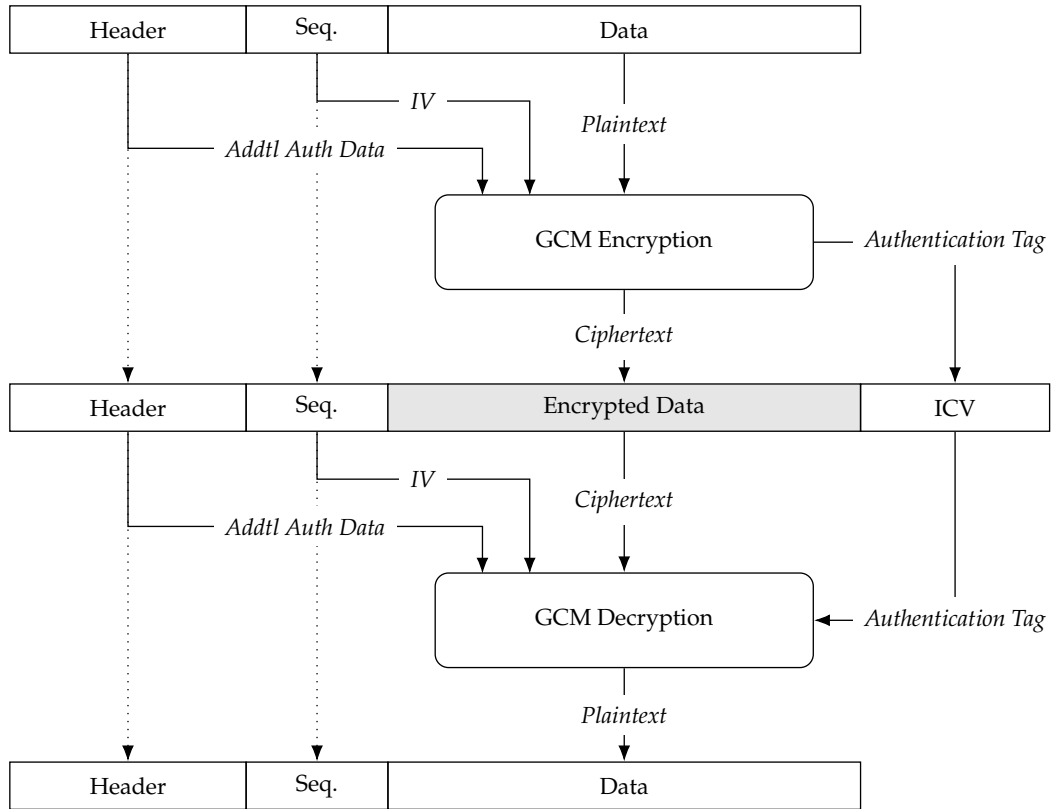 Header Seq. Data
IV
Plaintext
Addtl Auth Data
GCM Encryption
Authentication Tag
Ciphertext
Header Seq. Encrypted Data ICV
IV
Ciphertext
Addtl Auth Data
GCM Decryption
Authentication Tag
Plaintext
Header Seq. Data